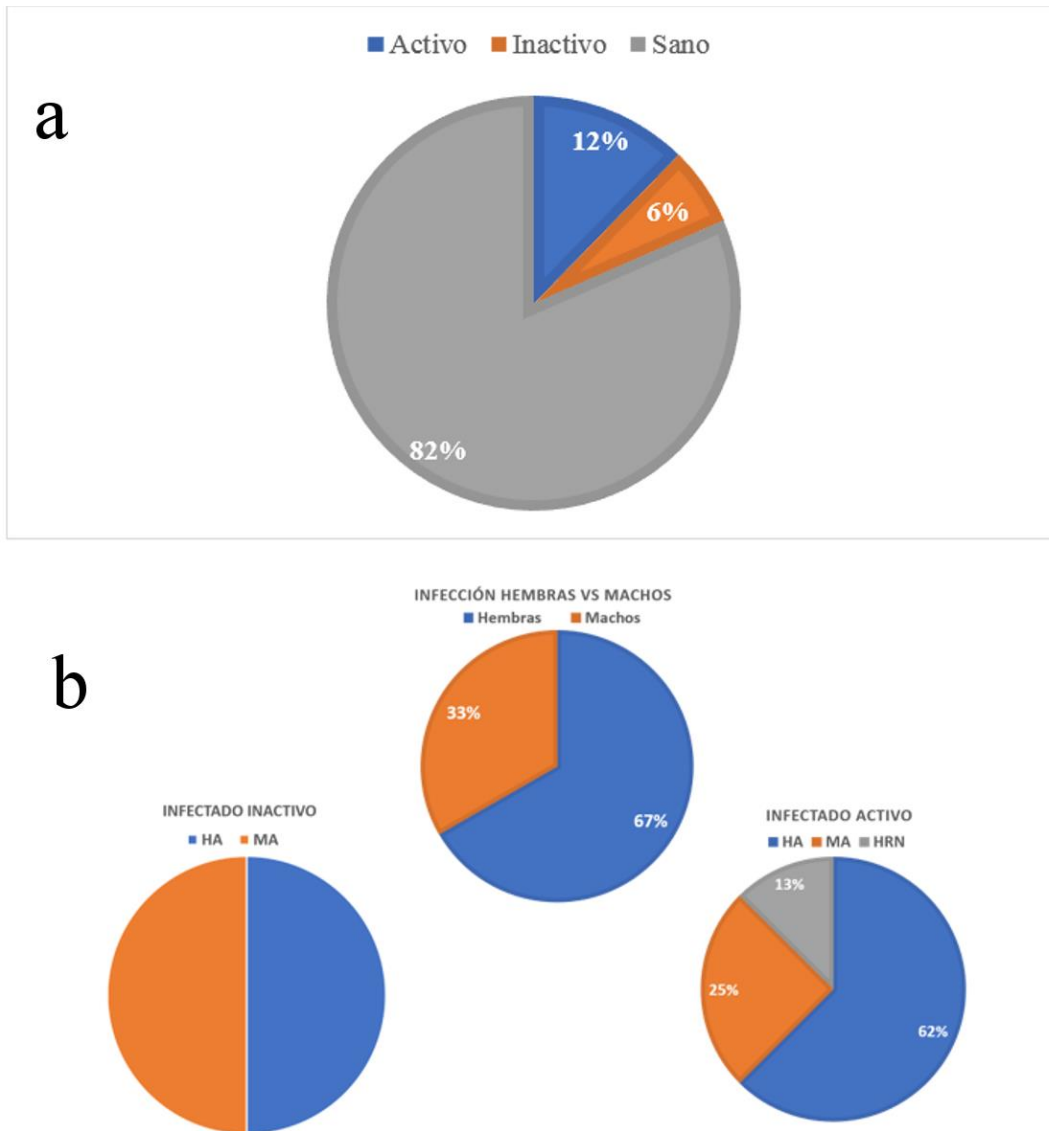 Activo Inactivo Sano
a
12%
6%
82%
INFECCIÓN HEMBRAS VS MACHOS
Hembras Machos
b
33%
67%
INFECTADO INACTIVO
HA MA
INFECTADO ACTIVO
HA MA HRN
13%
25%
62%